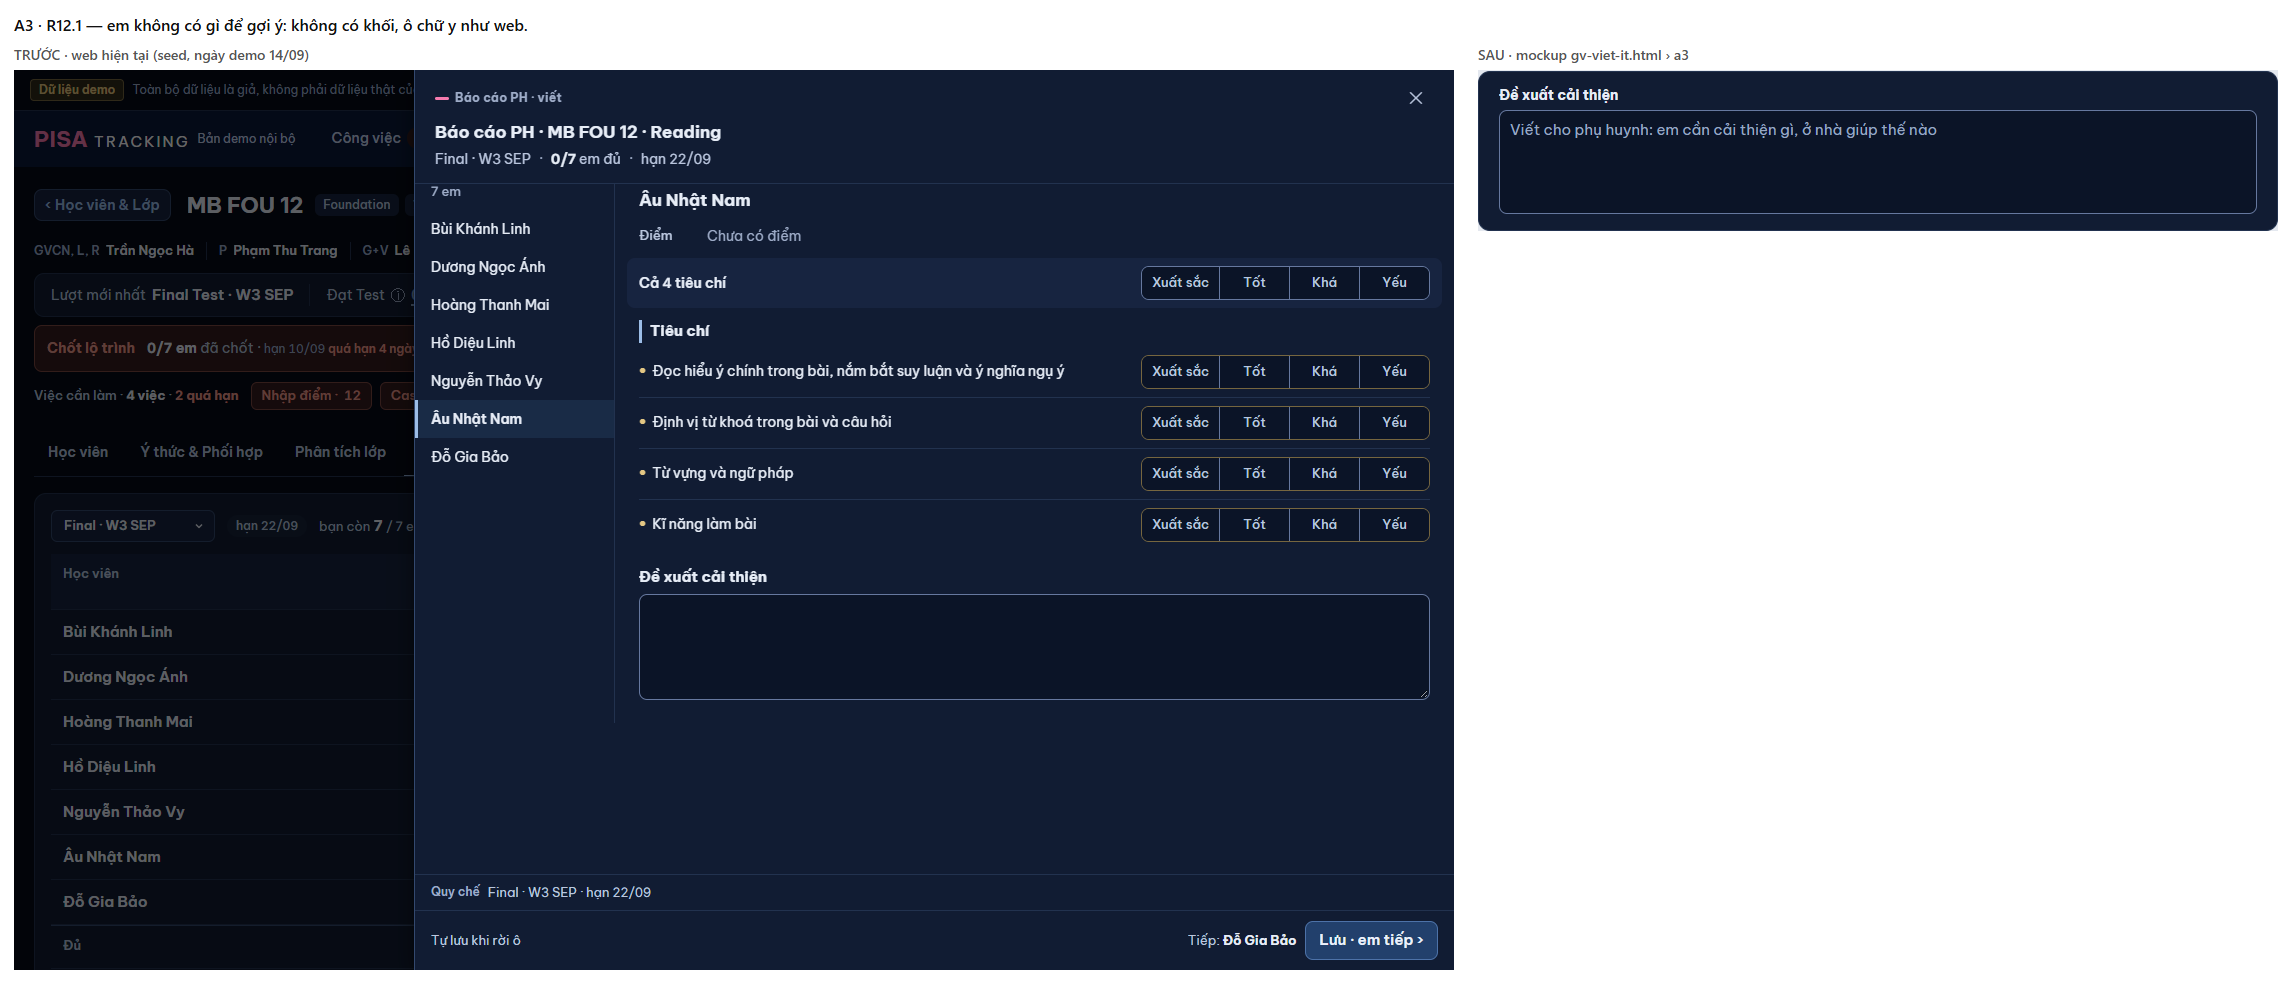 A3 · R12.1 — em không có gì để gợi ý: không có khối, ô chữ y như web.
TRƯỚC · web hiện tại (seed, ngày demo 14/09)
SAU · mockup gv-viet-it.html › a3
Dữ liệu demo Toàn bộ dữ liệu là giả, không phải dữ liệu thật
PISA TRACKING Bản demo nội bộ Công việc
‹ Học viên & Lớp MB FOU 12 Foundation
GVCN, L, R Trần Ngọc Hà P Phạm Thu Trang G+V Lê
Lượt mới nhất Final Test · W3 SEP Đạt Test
Chốt lộ trình 0/7 em đã chốt · hạn 10/09 quá hạn 4 ngày
Việc cần làm · 4 việc · 2 quá hạn Nhập điểm · 12
Học viên Ý thức & Phối hợp Phân tích lớp
Final · W3 SEP hạn 22/09 bạn còn 7 / 7 e
Học viên
Bùi Khánh Linh
Dương Ngọc Ánh
Hoàng Thanh Mai
Hồ Diệu Linh
Nguyễn Thảo Vy
Âu Nhật Nam
Đỗ Gia Bảo
Đủ
Báo cáo PH · viết
Báo cáo PH · MB FOU 12 · Reading
Final · W3 SEP · 0/7 em đủ · hạn 22/09
7 em
Bùi Khánh Linh
Dương Ngọc Ánh
Hoàng Thanh Mai
Hồ Diệu Linh
Nguyễn Thảo Vy
Âu Nhật Nam
Đỗ Gia Bảo
Âu Nhật Nam
Điểm Chưa có điểm
Cả 4 tiêu chí Xuất sắc Tốt Khá Yếu
Tiêu chí
• Đọc hiểu ý chính trong bài, nắm bắt suy luận và ý nghĩa ngụ ý Xuất sắc Tốt Khá Yếu
• Định vị từ khoá trong bài và câu hỏi Xuất sắc Tốt Khá Yếu
• Từ vựng và ngữ pháp Xuất sắc Tốt Khá Yếu
• Kĩ năng làm bài Xuất sắc Tốt Khá Yếu
Đề xuất cải thiện
Quy chế Final · W3 SEP · hạn 22/09
Tự lưu khi rời ô Tiếp: Đỗ Gia Bảo Lưu · em tiếp ›
Đề xuất cải thiện
Viết cho phụ huynh: em cần cải thiện gì, ở nhà giúp thế nào